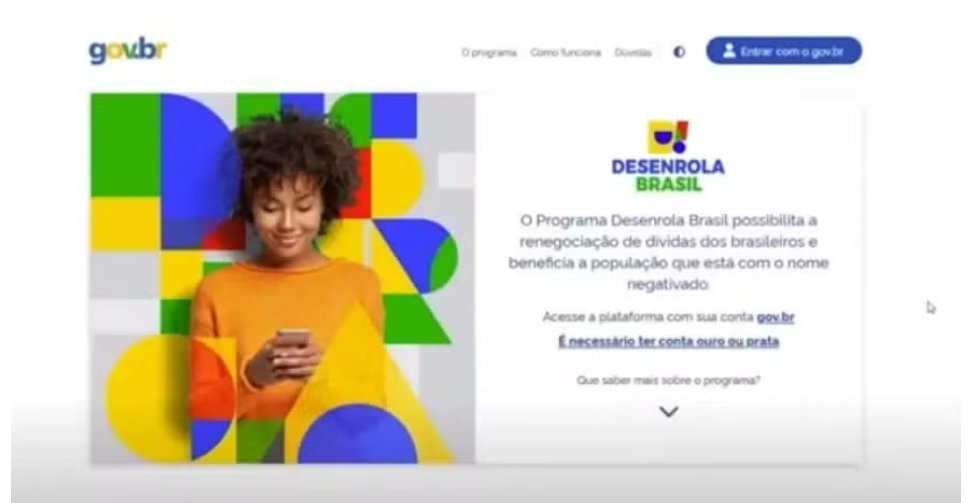 gov.br
O programa Como funciona Dúvidas Entrar com o gov.br
DESENROLA
BRASIL
O Programa Desenrola Brasil possibilita a
renegociação de dívidas dos brasileiros e
beneficia a população que está com o nome
negativado.
Acesse a plataforma com sua conta gov.br
É necessário ter conta ouro ou prata
Que saber mais sobre o programa?